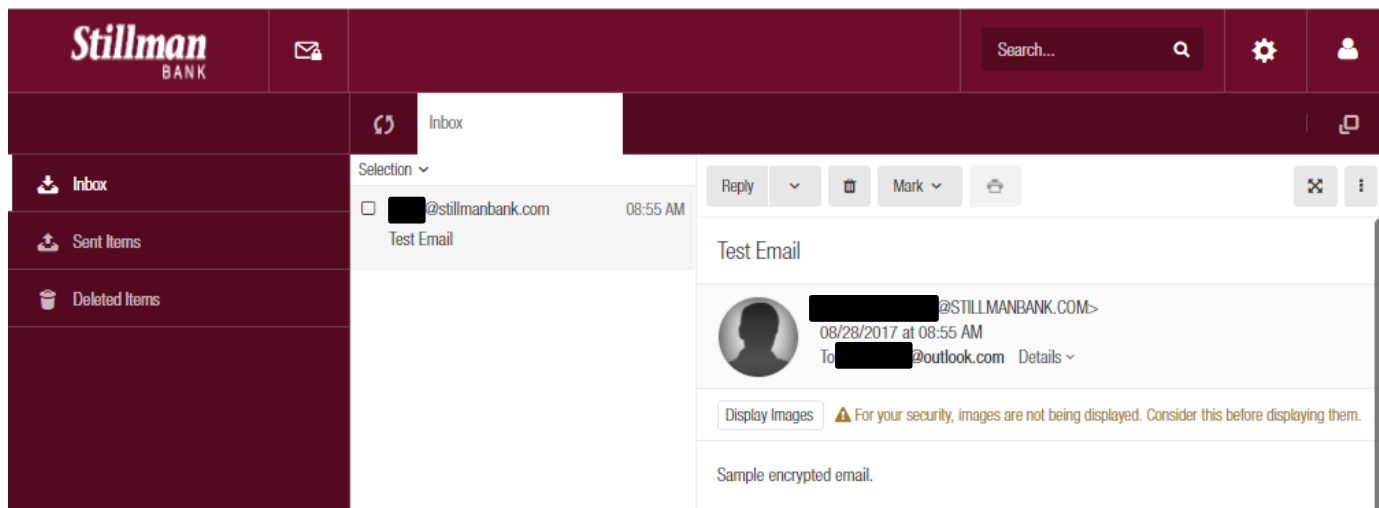 Stillman
BANK
Search...
Inbox
Inbox
Sent Items
Deleted Items
Selection
@stillmanbank.com 08:55 AM
Test Email
Reply Mark
Test Email
@STILLMANBANK.COM>
08/28/2017 at 08:55 AM
To @outlook.com Details
Display Images For your security, images are not being displayed. Consider this before displaying them.
Sample encrypted email.